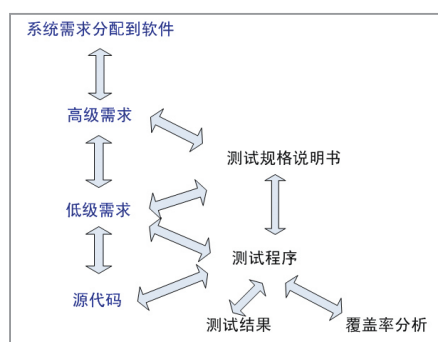 系统需求分配到软件
高级需求
测试规格说明书
低级需求
测试程序
源代码
测试结果
覆盖率分析